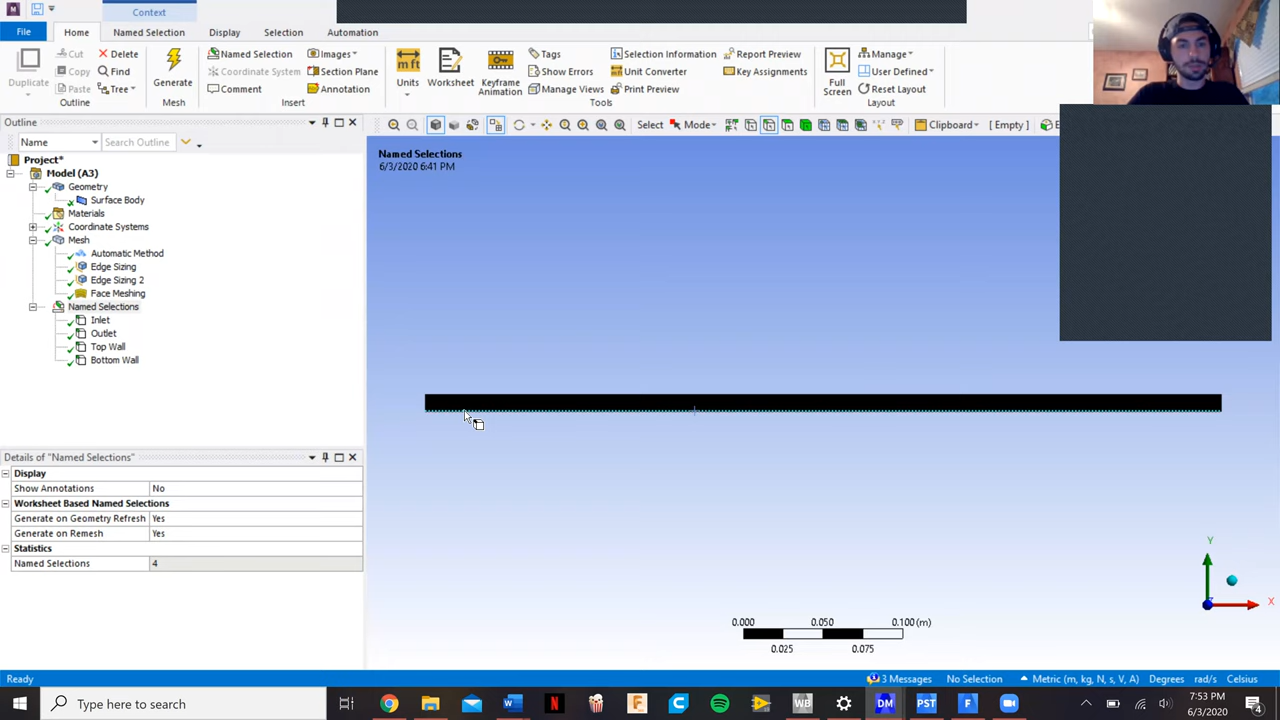 Context
File
Home
Named Selection
Display
Selection
Automation
Duplicate
Cut
Copy
Paste
Delete
Find
Tree
Outline
Generate
Mesh
Named Selection
Coordinate System
Comment
Images
Section Plane
Annotation
Insert
Units
Worksheet
Keyframe
Animation
Tags
Show Errors
Manage Views
Selection Information
Unit Converter
Print Preview
Report Preview
Key Assignments
Tools
Full
Screen
Manage
User Defined
Reset Layout
Layout
Outline
Name
Search Outline
Select
Mode
Clipboard
[ Empty ]
Project*
Model (A3)
Geometry
Surface Body
Materials
Coordinate Systems
Mesh
Automatic Method
Edge Sizing
Edge Sizing 2
Face Meshing
Named Selections
Inlet
Outlet
Top Wall
Bottom Wall
Named Selections
6/3/2020 6:41 PM
Details of "Named Selections"
Display
Show Annotations No
Worksheet Based Named Selections
Generate on Geometry Refresh Yes
Generate on Remesh Yes
Statistics
Named Selections 4
0.000 0.050 0.100 (m)
0.025 0.075
Y
X
Ready
3 Messages
No Selection
Metric (m, kg, N, s, V, A)
Degrees
rad/s
Celsius
Type here to search
7:53 PM
6/3/2020